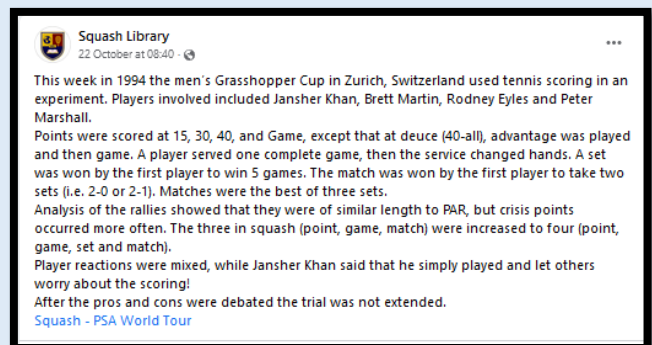 Squash Library
22 October at 08:40 ·
This week in 1994 the men's Grasshopper Cup in Zurich, Switzerland used tennis scoring in an
experiment. Players involved included Jansher Khan, Brett Martin, Rodney Eyles and Peter
Marshall.
Points were scored at 15, 30, 40, and Game, except that at deuce (40-all), advantage was played
and then game. A player served one complete game, then the service changed hands. A set
was won by the first player to win 5 games. The match was won by the first player to take two
sets (i.e. 2-0 or 2-1). Matches were the best of three sets.
Analysis of the rallies showed that they were of similar length to PAR, but crisis points
occurred more often. The three in squash (point, game, match) were increased to four (point,
game, set and match).
Player reactions were mixed, while Jansher Khan said that he simply played and let others
worry about the scoring!
After the pros and cons were debated the trial was not extended.
Squash - PSA World Tour